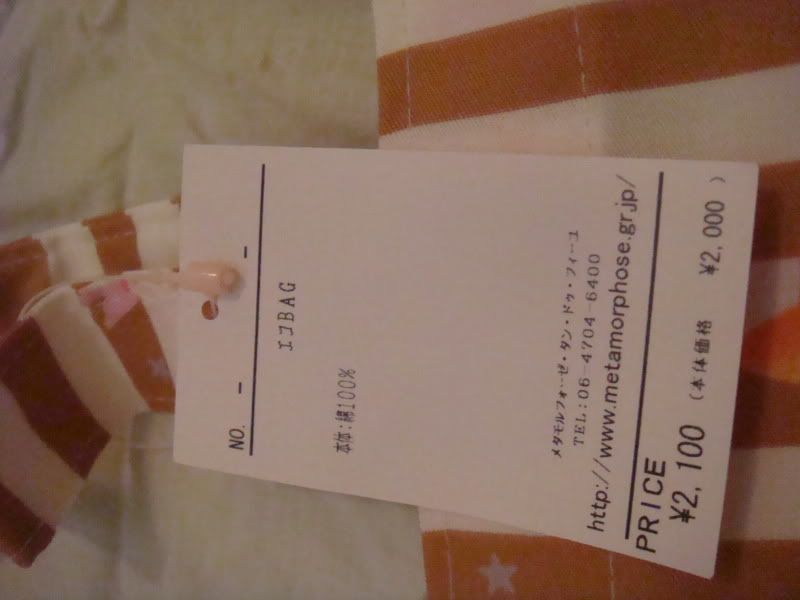 NO. - -
エコBAG
本体:綿100%
メタモルフォーゼ・タン・ドゥ・フィーユ
TEL:06-4704-6400
http://www.metamorphose.gr.jp/
PRICE
¥2,100 (本体価格 ¥2,000 )